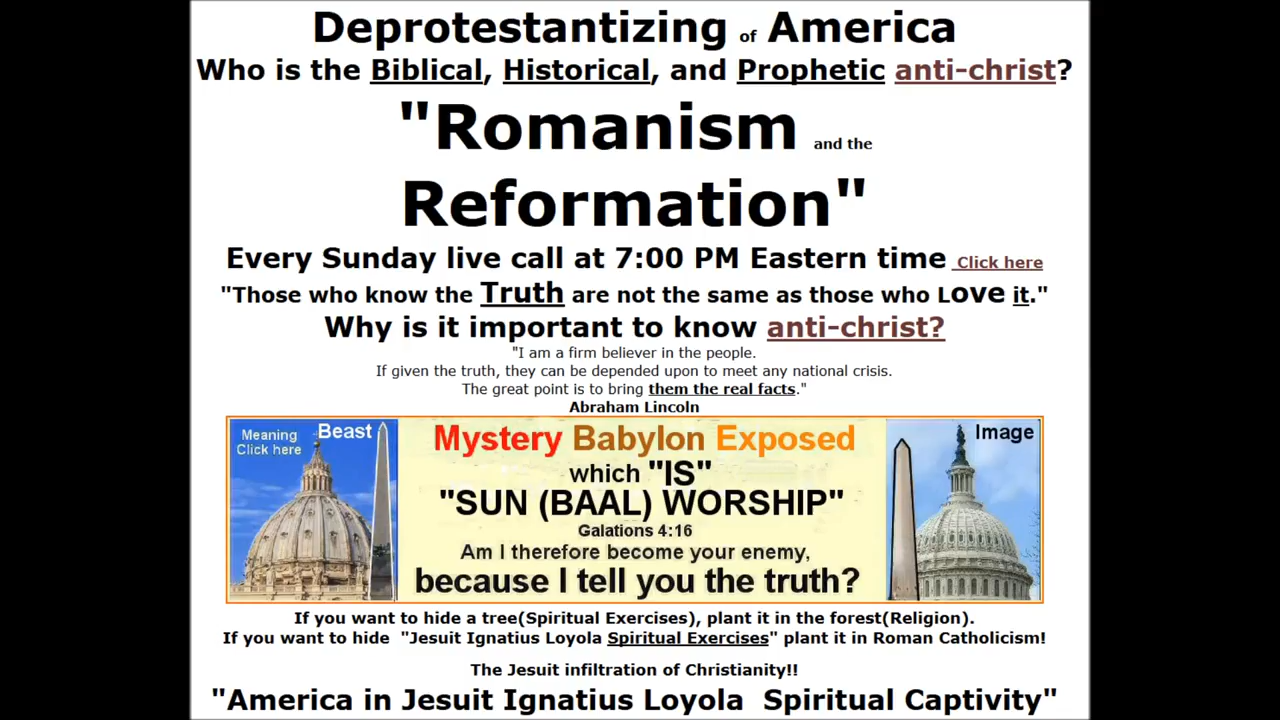 Deprotestantizing of America
Who is the Biblical, Historical, and Prophetic anti-christ?
"Romanism and the
Reformation"
Every Sunday live call at 7:00 PM Eastern time Click here
"Those who know the Truth are not the same as those who Love it."
Why is it important to know anti-christ?
"I am a firm believer in the people.
If given the truth, they can be depended upon to meet any national crisis.
The great point is to bring them the real facts."
Abraham Lincoln
Meaning
Click here
Beast
Mystery Babylon Exposed
which "IS"
"SUN (BAAL) WORSHIP"
Galations 4:16
Am I therefore become your enemy,
because I tell you the truth?
Image
If you want to hide a tree(Spiritual Exercises), plant it in the forest(Religion).
If you want to hide "Jesuit Ignatius Loyola Spiritual Exercises" plant it in Roman Catholicism!
The Jesuit infiltration of Christianity!!
"America in Jesuit Ignatius Loyola Spiritual Captivity"